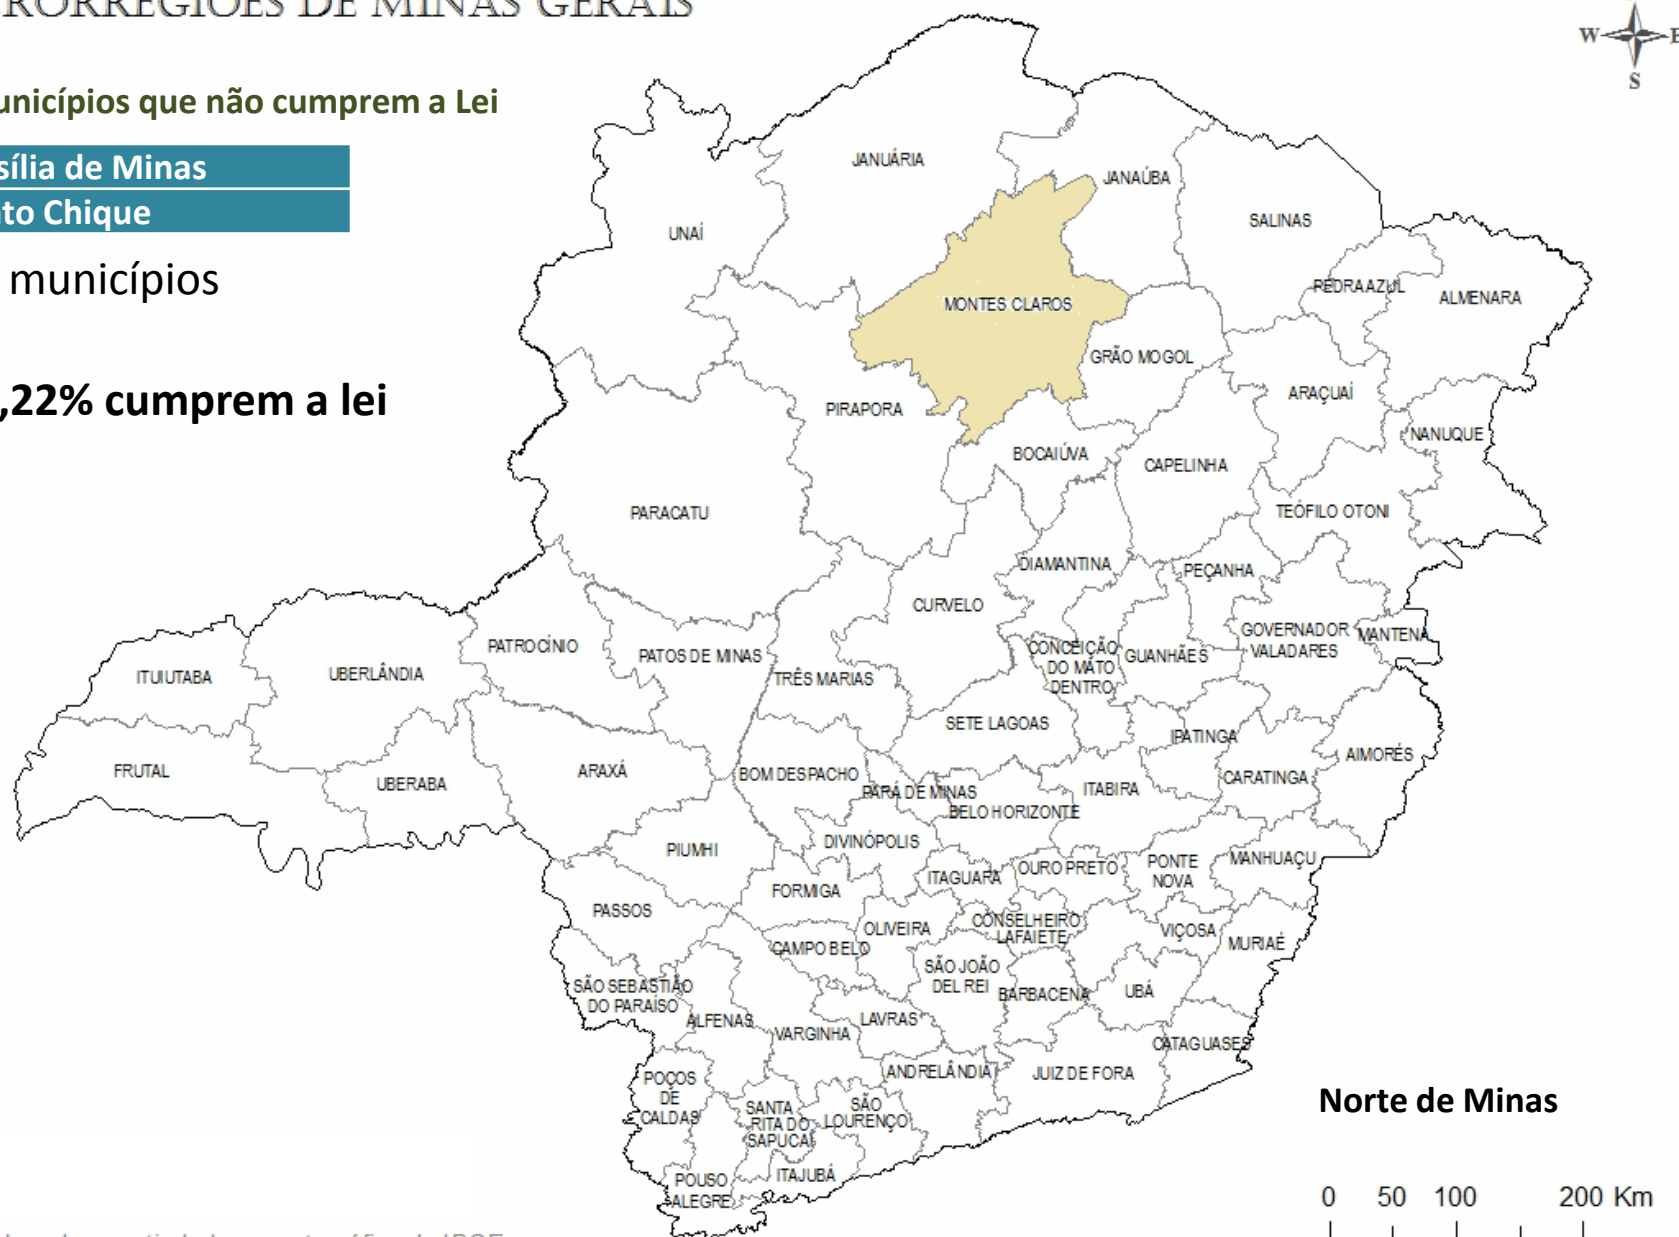 RORREGIÕES DE MINAS GERAIS
W E
S
unicípios que não cumprem a Lei
sília de Minas
to Chique
municípios
,22% cumprem a lei
JANUÁRIA
JANAÚBA
SALINAS
UNAÍ
PEDRA AZUL
ALMENARA
MONTES CLAROS
GRÃO MOGOL
ARAÇUAÍ
PIRAPORA
NANUQUE
BOCAIÚVA
CAPELINHA
PARACATU
TEÓFILO OTONI
DIAMANTINA
PEÇANHA
CURVELO
PATROCÍNIO
PATOS DE MINAS
CONCEIÇÃO
DO MATO
DENTRO
GUANHÃES
GOVERNADOR
VALADARES
MANTENA
ITUIUTABA
UBERLÂNDIA
TRÊS MARIAS
SETE LAGOAS
IPATINGA
AIMORÉS
FRUTAL
UBERABA
ARAXÁ
BOM DESPACHO
PARÁ DE MINAS
BELO HORIZONTE
ITABIRA
CARATINGA
PIUMHI
DIVINÓPOLIS
ITAGUARA
OURO PRETO
PONTE
NOVA
MANHUAÇU
FORMIGA
PASSOS
OLIVEIRA
CONSELHEIRO
LAFAIETE
VIÇOSA
MURIAÉ
CAMPO BELO
SÃO JOÃO
DEL REI
BARBACENA
UBÁ
SÃO SEBASTIÃO
DO PARAÍSO
ALFENAS
VARGINHA
LAVRAS
CATAGUASES
ANDRELÂNDIA
JUIZ DE FORA
POÇOS
DE
CALDAS
SANTA
RITA DO
SAPUCAÍ
SÃO
LOURENÇO
Norte de Minas
POUSO
ALEGRE
ITAJUBÁ
0 50 100 200 Km